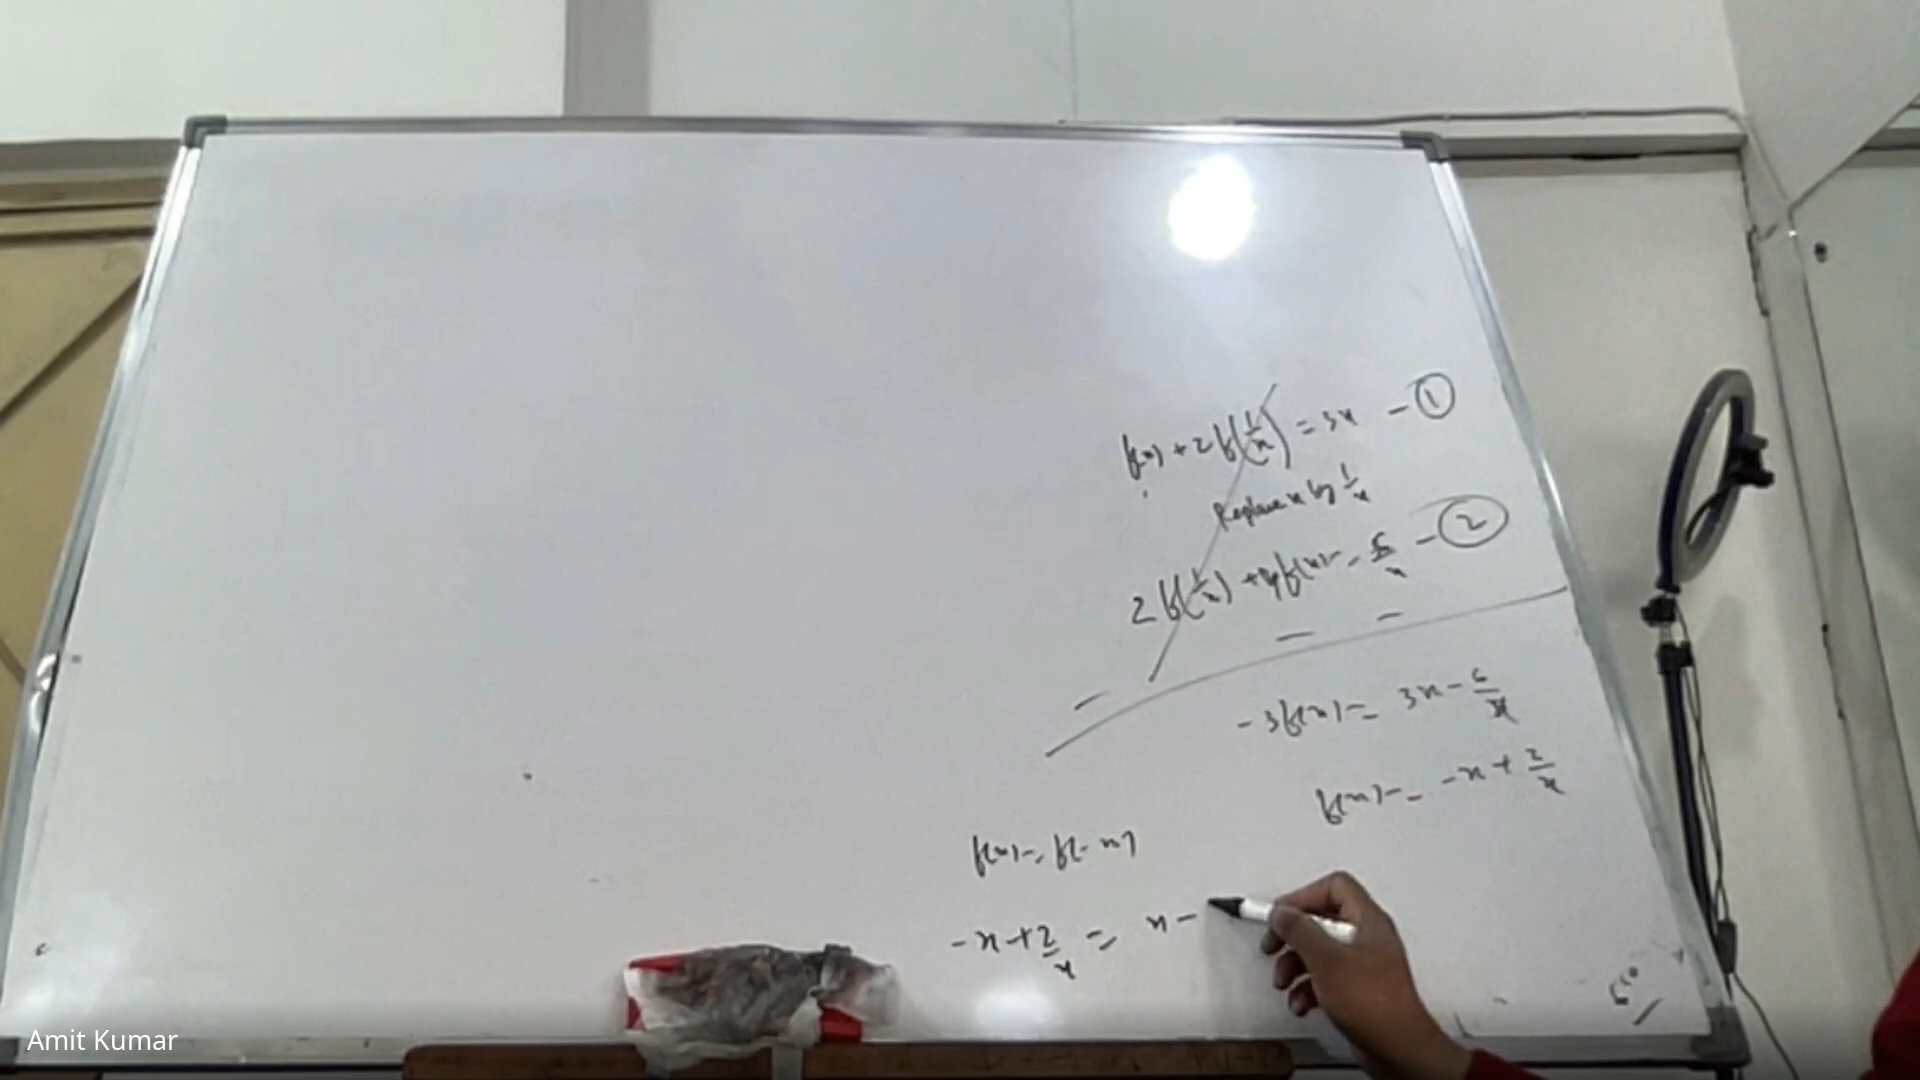 f(x) + 2f(1/x) = 3x - ①
Replace x by 1/x
2f(1/x) + 4f(x) = 6/x - ②
- - -
-3f(x) = 3x - 6/x
f(x) = -x + 2/x
f(x) = f(-x)
-x + 2/x = x -
Amit Kumar